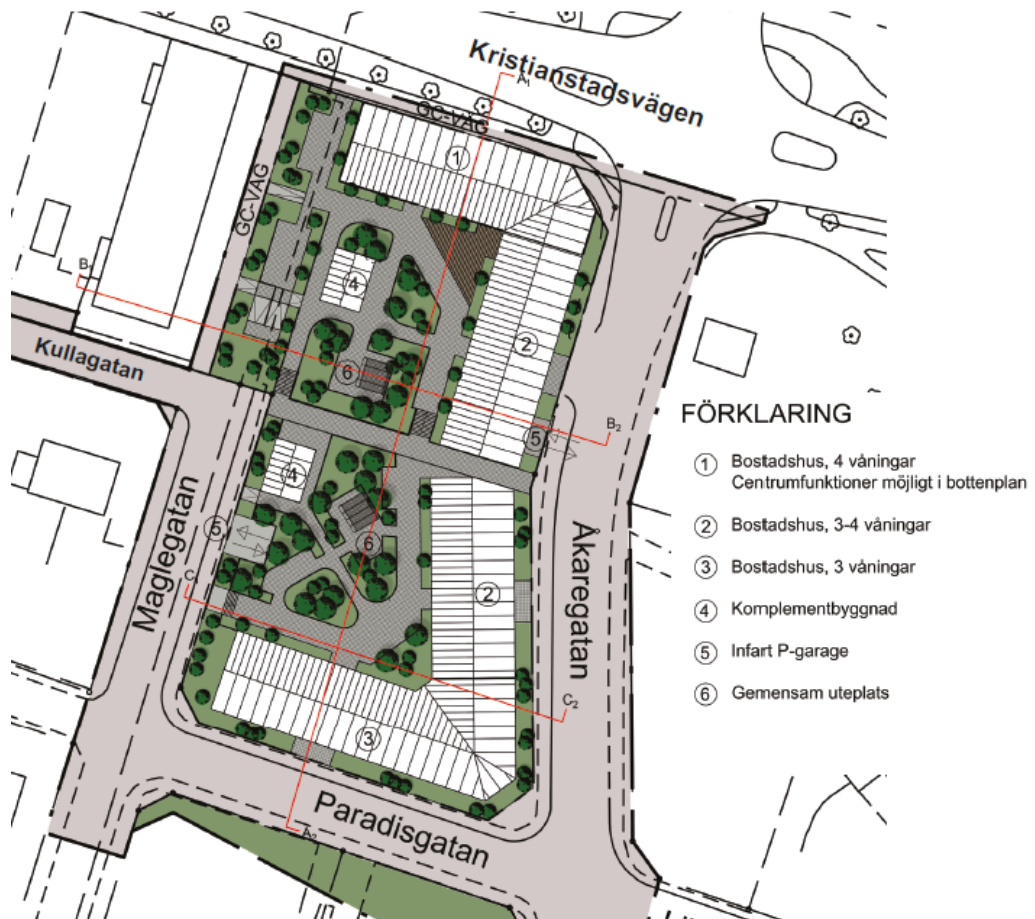 Kristianstadsvägen
A1
GC-VÄG
1
GC-VÄG
B1
4
2
Kullagatan
6
B2
5
4
5
6
Maglegatan
Åkaregatan
C1
2
C2
3
Paradisgatan
A2
FÖRKLARING
1 Bostadshus, 4 våningar
Centrumfunktioner möjligt i bottenplan
2 Bostadshus, 3-4 våningar
3 Bostadshus, 3 våningar
4 Komplementbyggnad
5 Infart P-garage
6 Gemensam uteplats